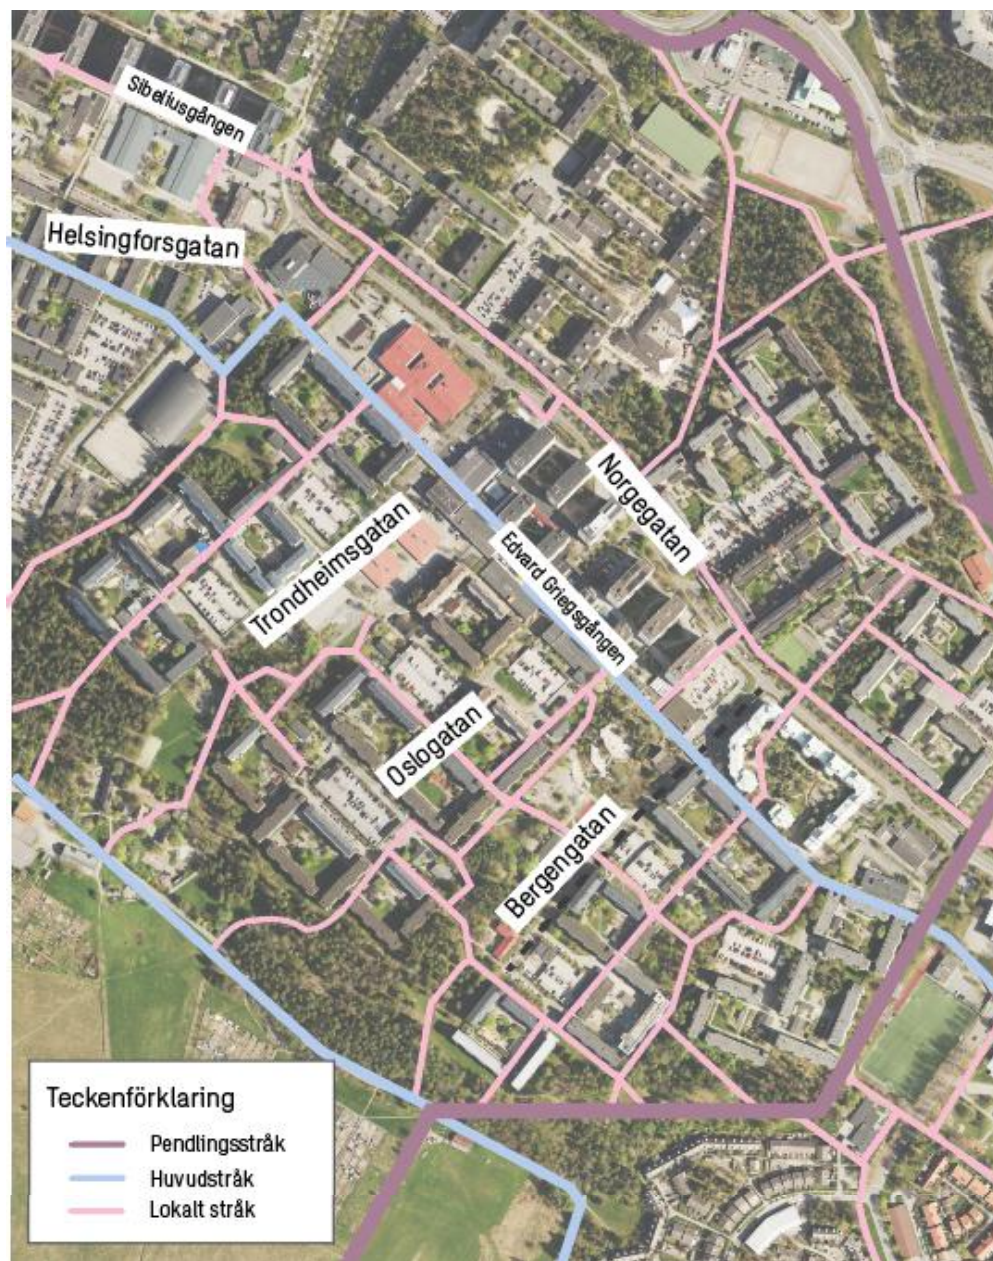 Sibeliusgången
Helsingforsgatan
Norgegatan
Trondheimsgatan
Edvard Griegsgången
Oslogatan
Bergengatan
Teckenförklaring
Pendlingsstråk
Huvudstråk
Lokalt stråk